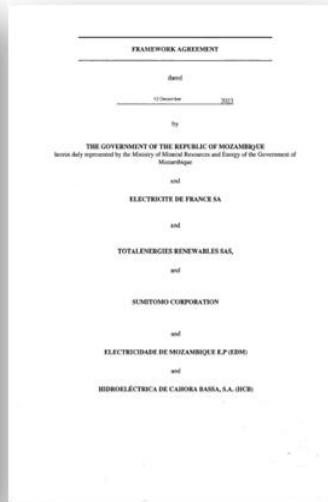 FRAMEWORK AGREEMENT
dated
13 December 2023
by
THE GOVERNMENT OF THE REPUBLIC OF MOZAMBIQUE
herein duly represented by the Ministry of Mineral Resources and Energy of the Government of
Mozambique
and
ELECTRICITE DE FRANCE SA
and
TOTALENERGIES RENEWABLES SAS,
and
SUMITOMO CORPORATION
and
ELECTRICIDADE DE MOZAMBIQUE E.P (EDM)
and
HIDROELÉCTRICA DE CAHORA BASSA, S.A. (HCB)